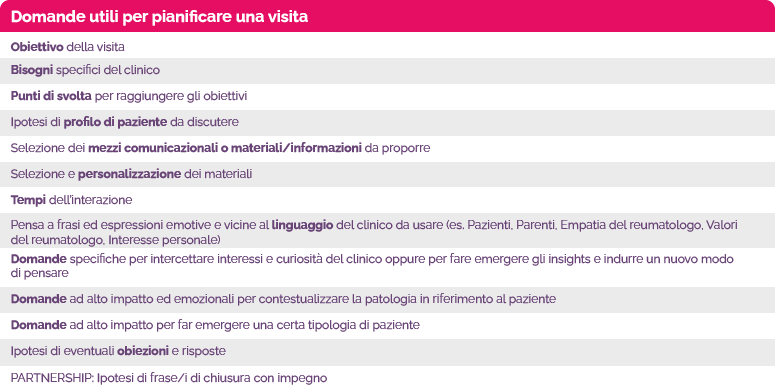 Domande utili per pianificare una visita
Obiettivo della visita
Bisogni specifici del clinico
Punti di svolta per raggiungere gli obiettivi
Ipotesi di profilo di paziente da discutere
Selezione dei mezzi comunicazionali o materiali/informazioni da proporre
Selezione e personalizzazione dei materiali
Tempi dell'interazione
Pensa a frasi ed espressioni emotive e vicine al linguaggio del clinico da usare (es. Pazienti, Parenti, Empatia del reumatologo, Valori
del reumatologo, Interesse personale)
Domande specifiche per intercettare interessi e curiosità del clinico oppure per fare emergere gli insights e indurre un nuovo modo
di pensare
Domande ad alto impatto ed emozionali per contestualizzare la patologia in riferimento al paziente
Domande ad alto impatto per far emergere una certa tipologia di paziente
Ipotesi di eventuali obiezioni e risposte
PARTNERSHIP: Ipotesi di frase/i di chiusura con impegno